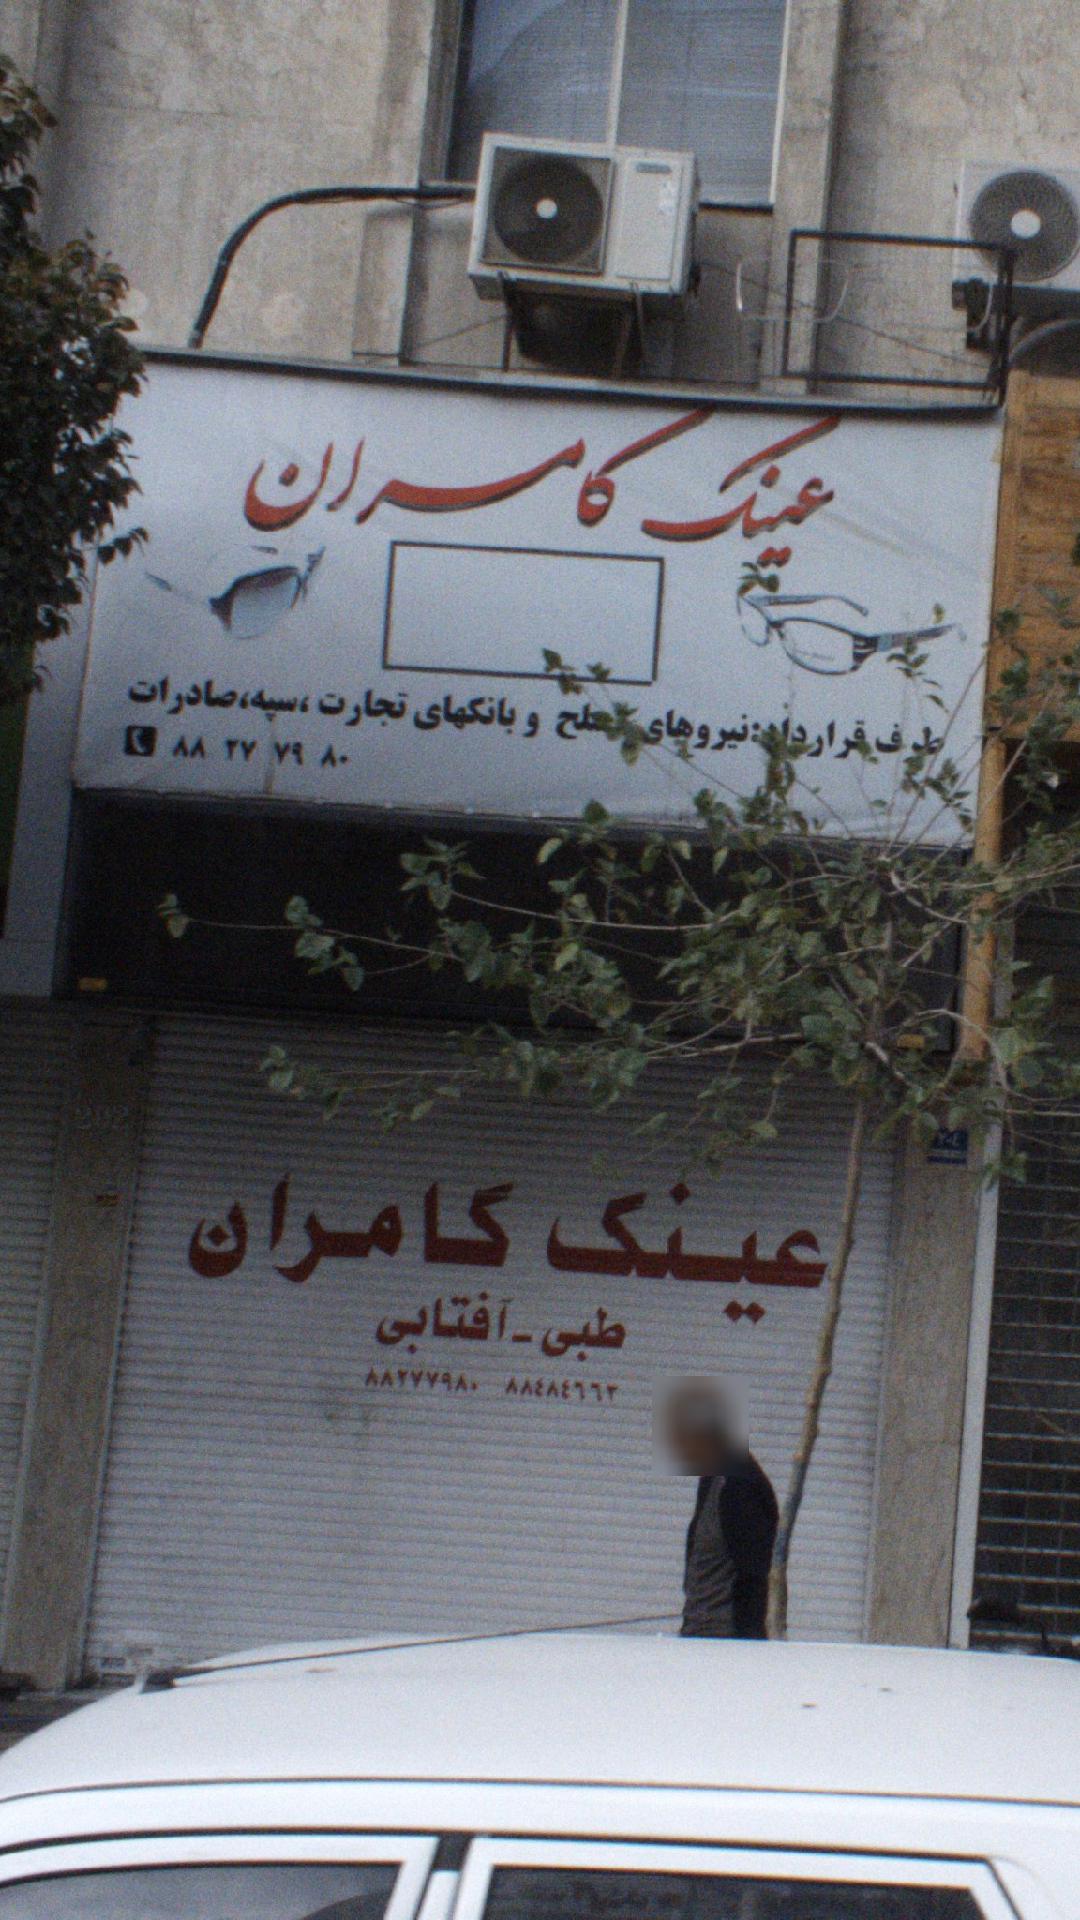 عینک کامران
طرف قرارداد:نیروهای مسلح و بانکهای تجارت ،سپه،صادرات
۸۸ ۲۷ ۷۹ ۸۰
عینک کامران
طبی - آفتابی
۸۸۲۷۷۹۸۰ ۸۸۴۸۴۶۶۳
۲۰۴